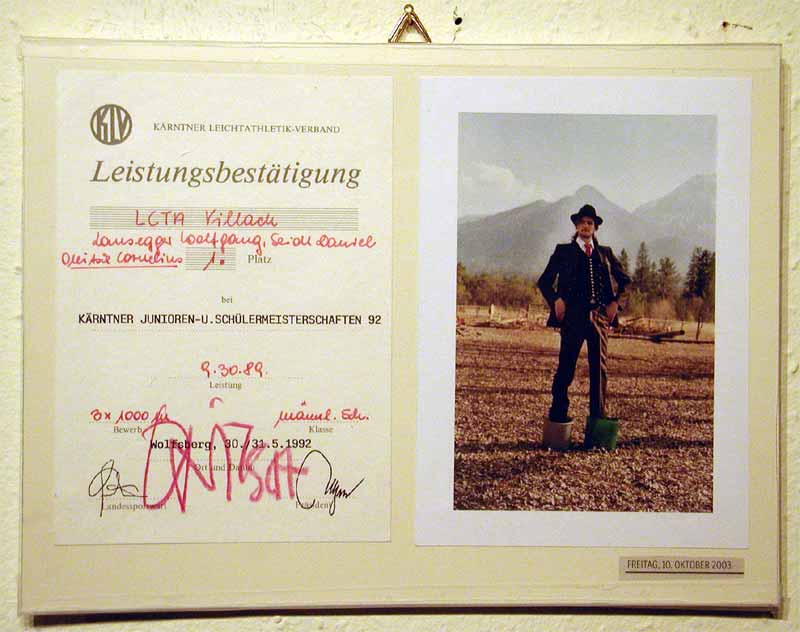 KLV
KÄRNTNER LEICHTATHLETIK-VERBAND
Leistungsbestätigung
LCTA Villach
Lansegger Wolfgang, Seidl Daniel
Cornelius 1. Platz
bei
KÄRNTNER JUNIOREN-U.SCHÜLERMEISTERSCHAFTEN 92
9.30.89.
Leistung
3x1000 m männl. Sch.
Bewerb Klasse
Wolfsberg, 30./31.5.1992
Ort und Datum
Landessportwart Präsident
FREITAG, 10. OKTOBER 2003